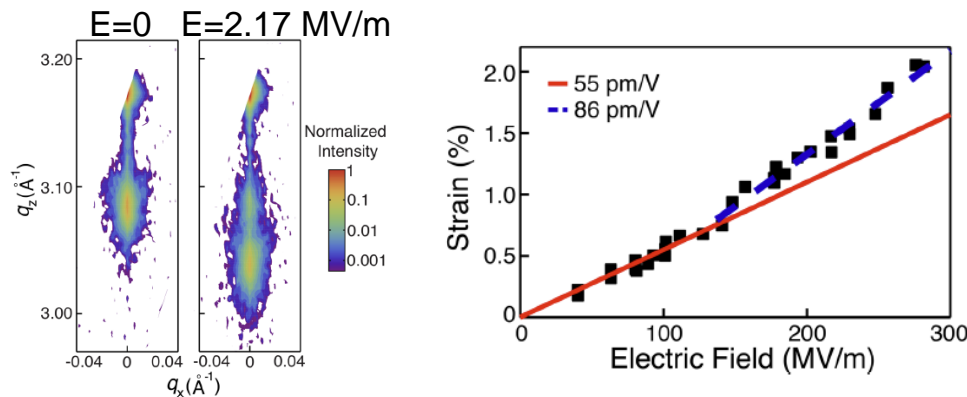 E=0 E=2.17 MV/m
3.20
3.10
3.00
qz(Å-1)
-0.04 0 0.04
-0.04 0 0.04
qx(Å-1)
Normalized
Intensity
1
0.1
0.01
0.001
55 pm/V
86 pm/V
2.0
1.5
1.0
0.5
0
Strain (%)
0 100 200 300
Electric Field (MV/m)